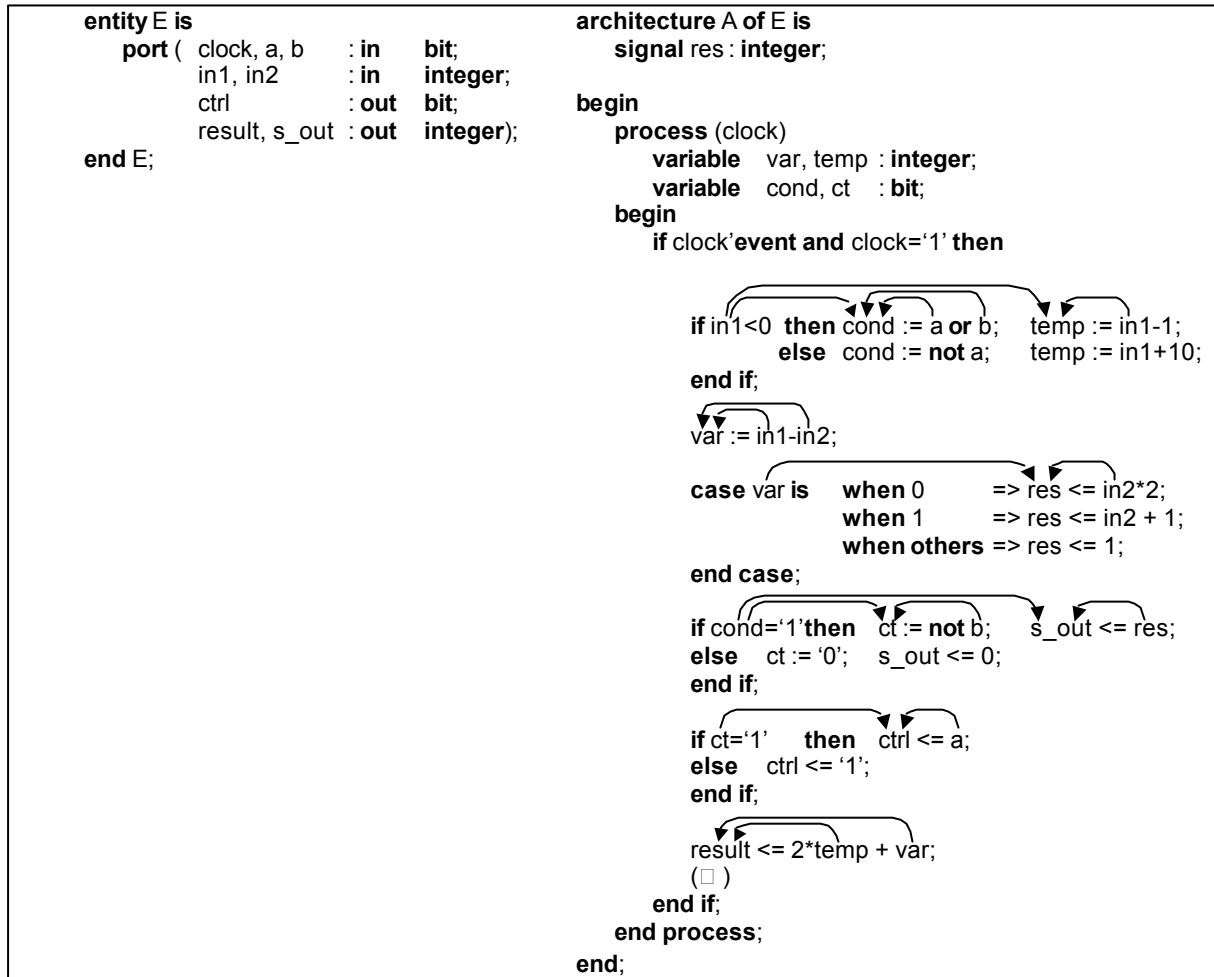 entity E is
port ( clock, a, b : in bit;
in1, in2 : in integer;
ctrl : out bit;
result, s_out : out integer);
end E;
architecture A of E is
signal res : integer;
begin
process (clock)
variable var, temp : integer;
variable cond, ct : bit;
begin
if clock’event and clock=‘1’ then
if in1<0 then cond := a or b; temp := in1-1;
else cond := not a; temp := in1+10;
end if;
var := in1-in2;
case var is when 0 => res <= in2*2;
when 1 => res <= in2 + 1;
when others => res <= 1;
end case;
if cond=‘1’then ct := not b; s_out <= res;
else ct := ‘0’; s_out <= 0;
end if;
if ct=‘1’ then ctrl <= a;
else ctrl <= ‘1’;
end if;
result <= 2*temp + var;
(□ )
end if;
end process;
end;